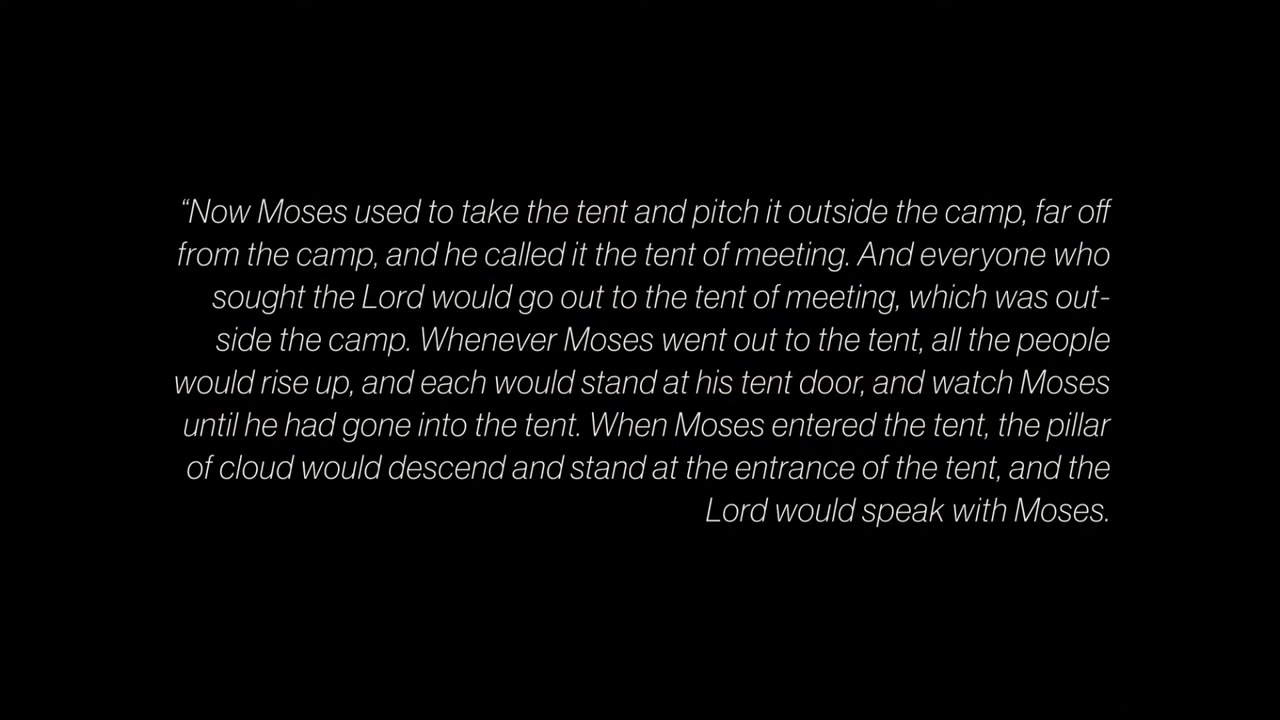 “Now Moses used to take the tent and pitch it outside the camp, far off
from the camp, and he called it the tent of meeting. And everyone who
sought the Lord would go out to the tent of meeting, which was out-
side the camp. Whenever Moses went out to the tent, all the people
would rise up, and each would stand at his tent door, and watch Moses
until he had gone into the tent. When Moses entered the tent, the pillar
of cloud would descend and stand at the entrance of the tent, and the
Lord would speak with Moses.